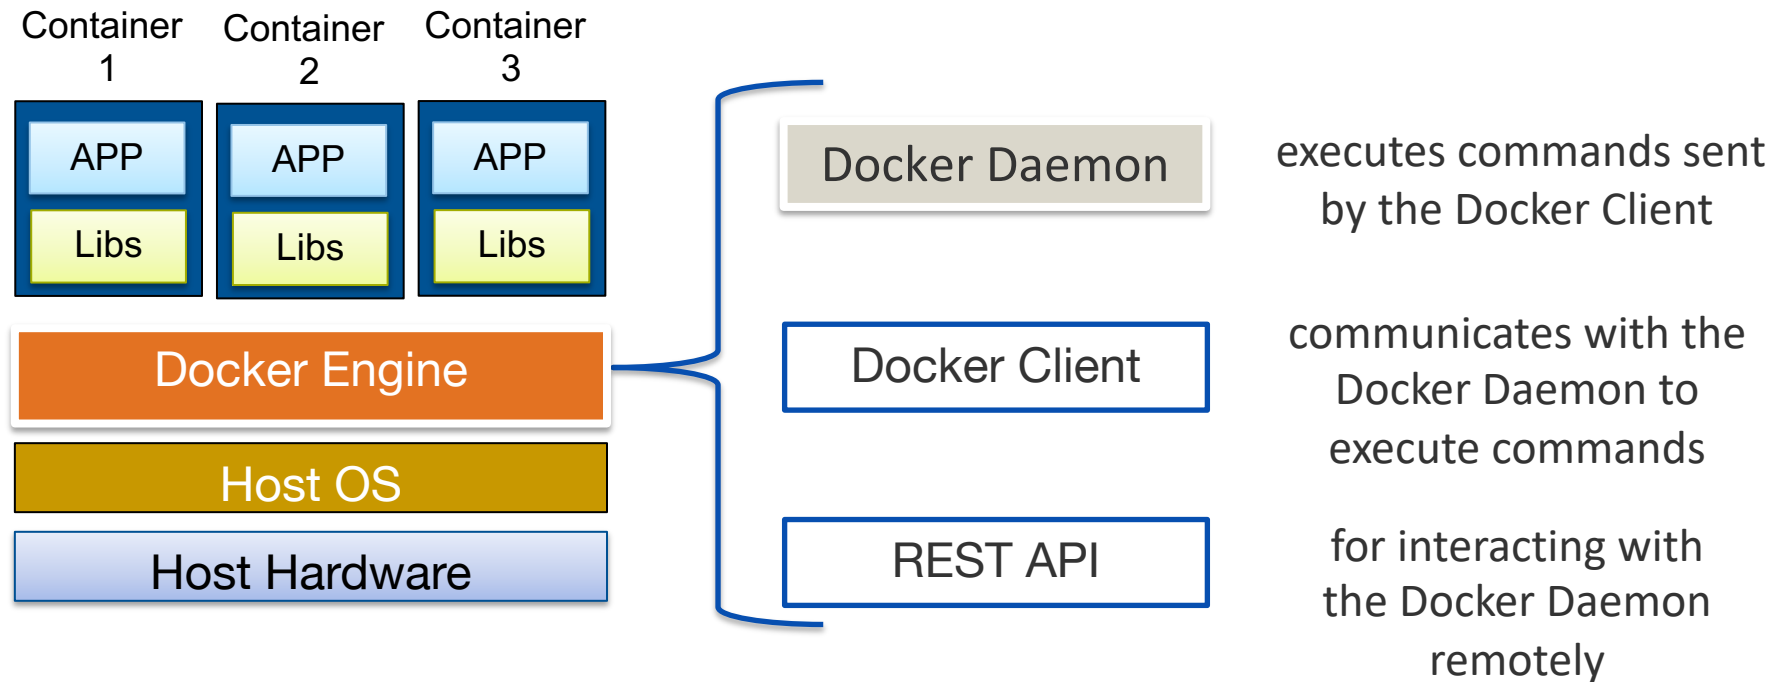 Container
1
Container
2
Container
3
APP
Libs
APP
Libs
APP
Libs
Docker Engine
Host OS
Host Hardware
Docker Daemon
executes commands sent
by the Docker Client
Docker Client
communicates with the
Docker Daemon to
execute commands
REST API
for interacting with
the Docker Daemon
remotely